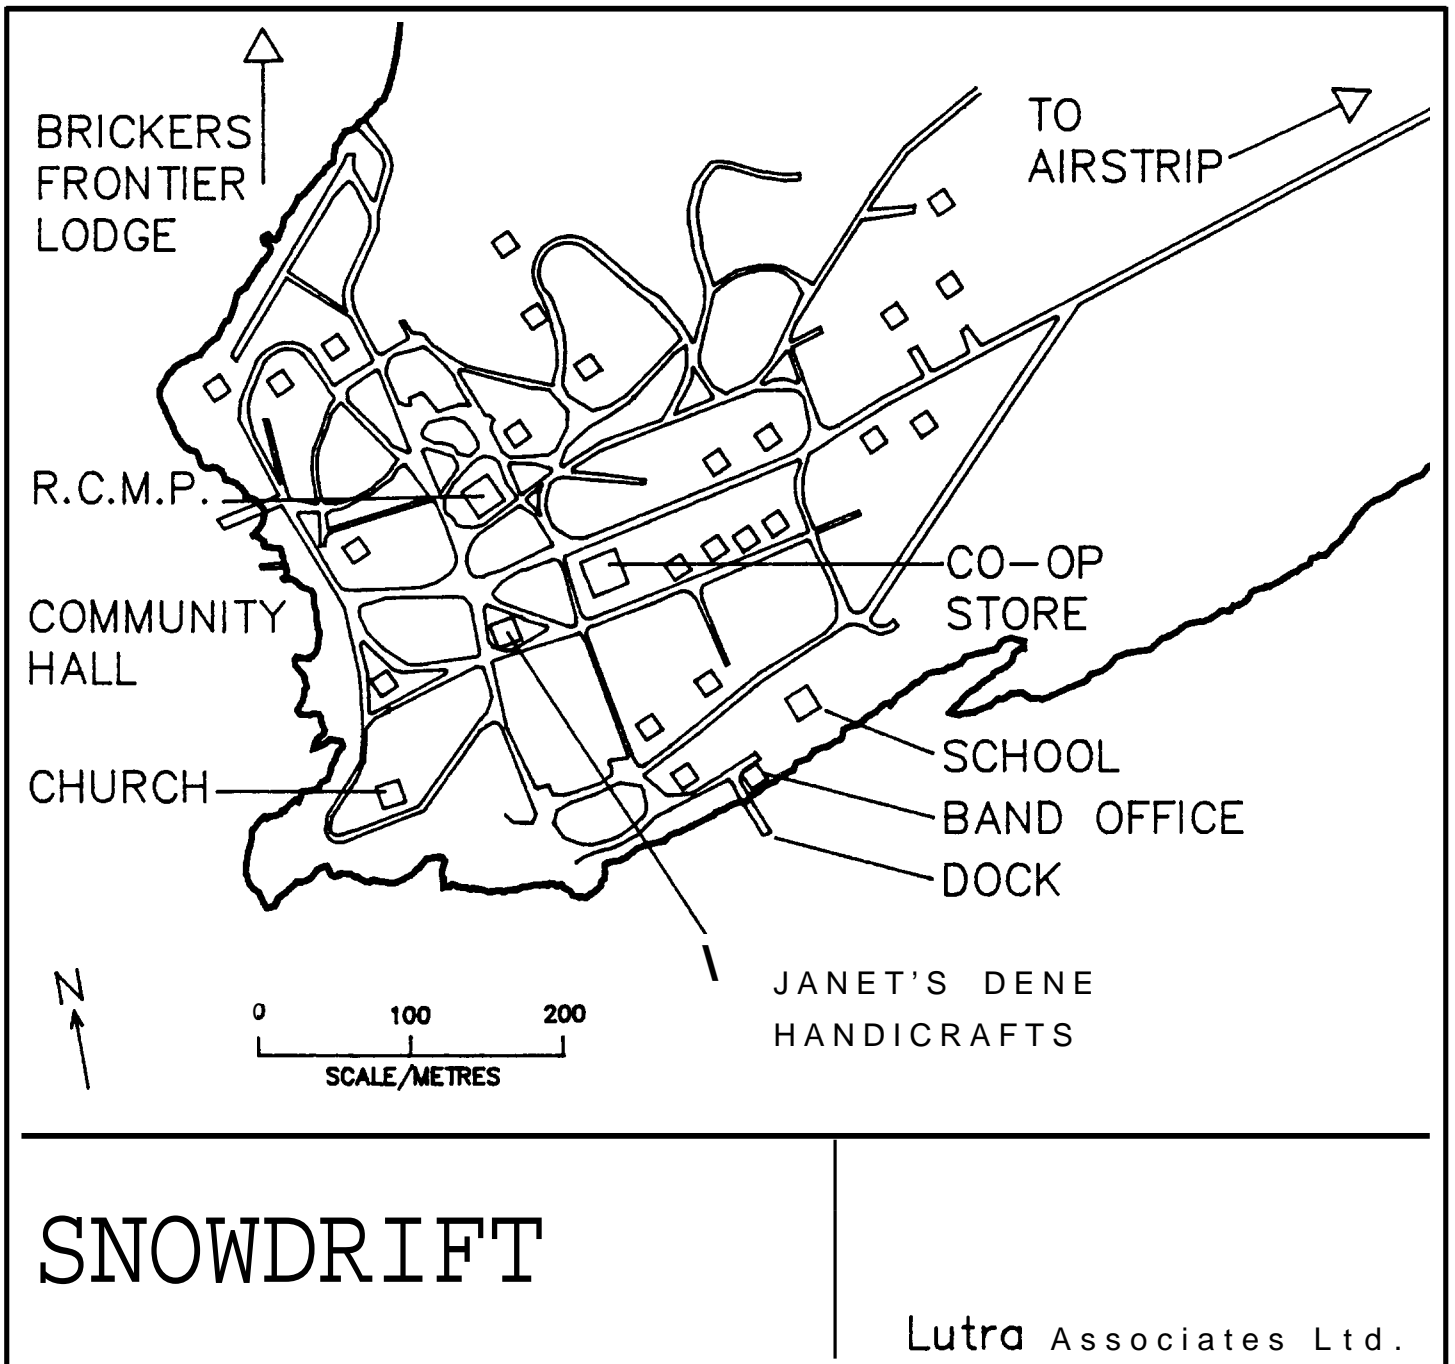 BRICKERS
FRONTIER
LODGE
TO
AIRSTRIP
R.C.M.P.
CO-OP
STORE
COMMUNITY
HALL
SCHOOL
CHURCH
BAND OFFICE
DOCK
JANET'S DENE
HANDICRAFTS
N
0 100 200
SCALE/METRES
SNOWDRIFT
Lutra Associates Ltd.